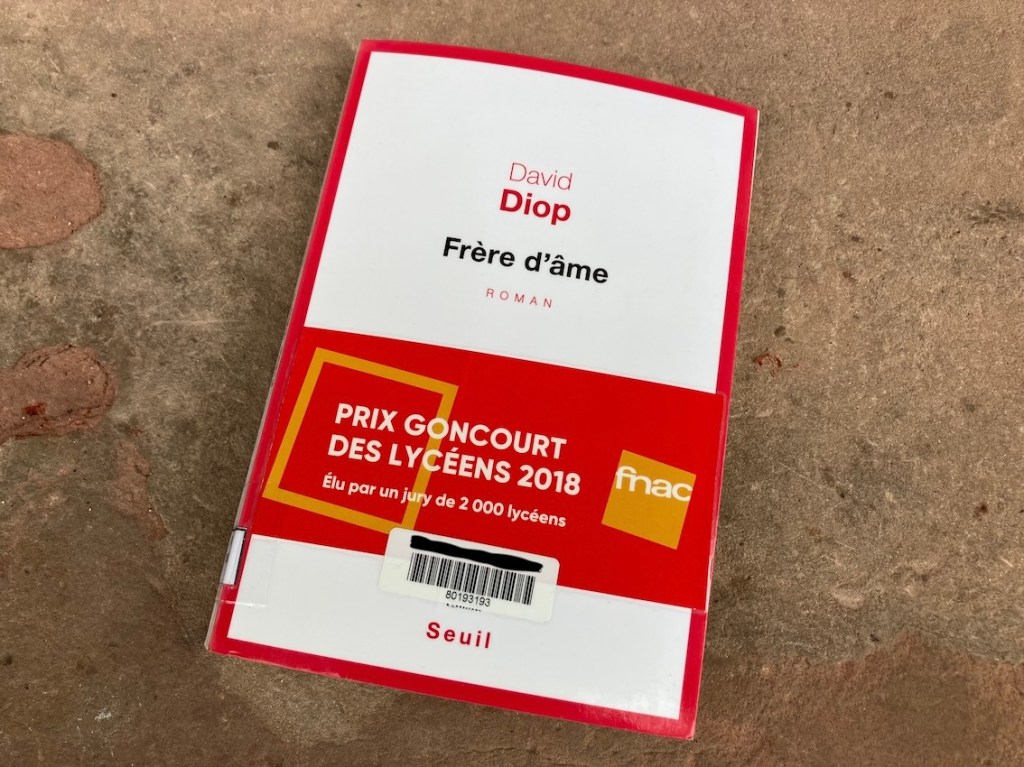 David
Diop
Frère d'âme
ROMAN
PRIX GONCOURT
DES LYCÉENS 2018
Élu par un jury de 2 000 lycéens
fnac
80193193
Seuil